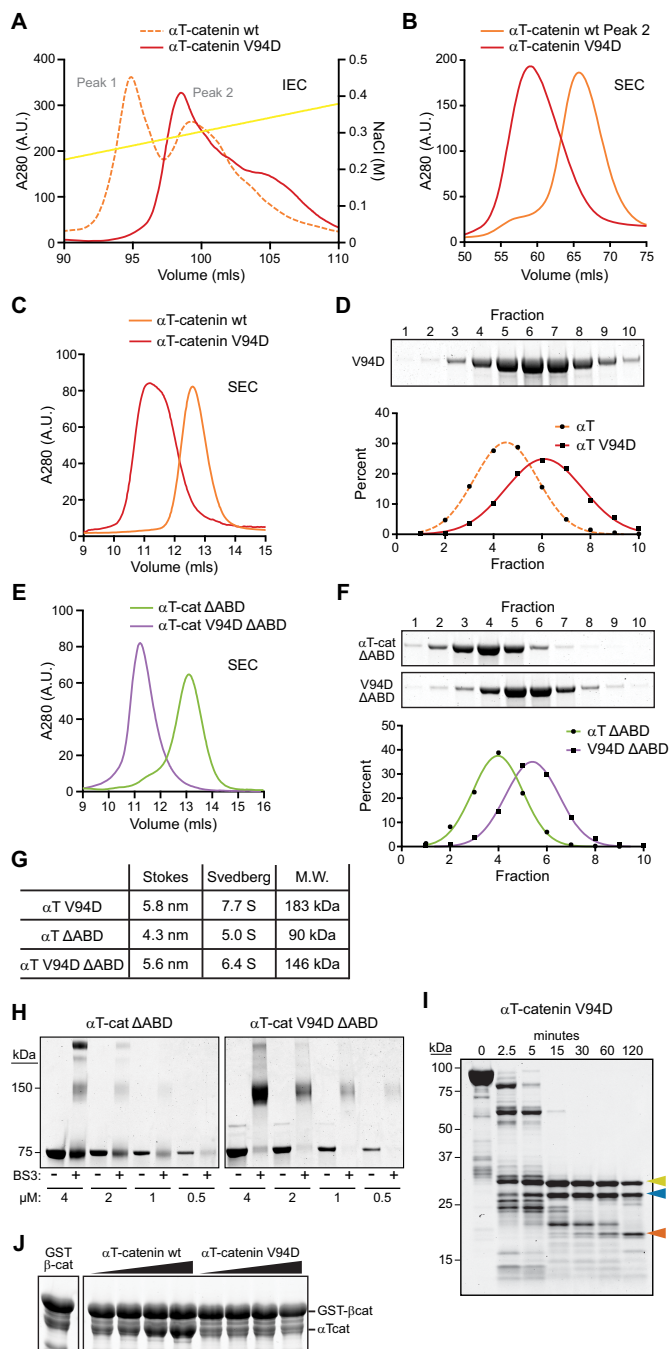 A
αT-catenin wt
αT-catenin V94D
IEC
Peak 1
Peak 2
A280 (A.U.)
400
300
200
100
0
0.5
0.4
0.3
0.2
0.1
0
NaCl (M)
90 95 100 105 110
Volume (mls)
B
αT-catenin wt Peak 2
αT-catenin V94D
SEC
A280 (A.U.)
200
150
100
50
0
50 55 60 65 70 75
Volume (mls)
C
αT-catenin wt
αT-catenin V94D
SEC
A280 (A.U.)
100
80
60
40
20
0
9 10 11 12 13 14 15
Volume (mls)
D
Fraction
1 2 3 4 5 6 7 8 9 10
V94D
αT
αT V94D
Percent
40
30
20
10
0
0 2 4 6 8 10
Fraction
E
αT-cat ΔABD
αT-cat V94D ΔABD
SEC
A280 (A.U.)
100
80
60
40
20
0
9 10 11 12 13 14 15 16
Volume (mls)
F
Fraction
1 2 3 4 5 6 7 8 9 10
αT-cat
ΔABD
V94D
ΔABD
αT ΔABD
V94D ΔABD
Percent
50
40
30
20
10
0
0 2 4 6 8 10
Fraction
G
Stokes Svedberg M.W.
αT V94D 5.8 nm 7.7 S 183 kDa
αT ΔABD 4.3 nm 5.0 S 90 kDa
αT V94D ΔABD 5.6 nm 6.4 S 146 kDa
H
αT-cat ΔABD
αT-cat V94D ΔABD
kDa
150
75
BS3: - + - + - + - + - + - + - + - +
μM: 4 2 1 0.5 4 2 1 0.5
I
αT-catenin V94D
minutes
kDa 0 2.5 5 15 30 60 120
100
75
50
37
25
15
J
GST
β-cat
αT-catenin wt
αT-catenin V94D
GST-βcat
αTcat